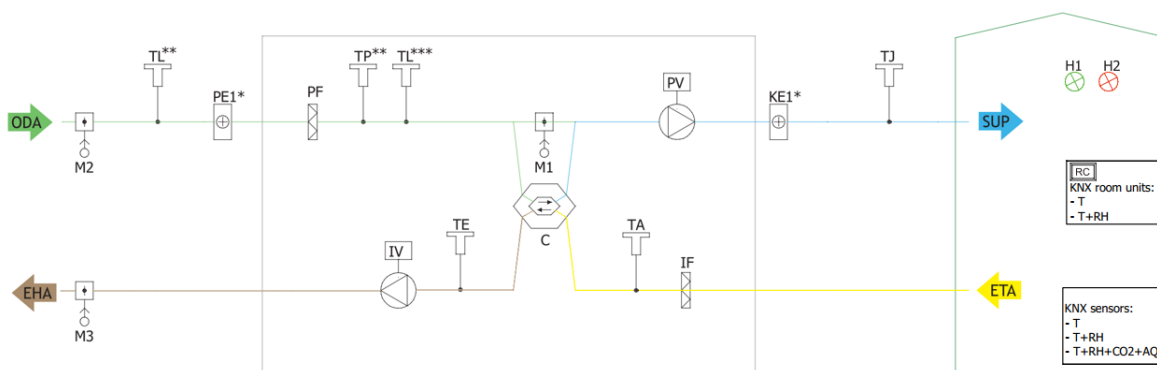 TL**
TP**
TL***
TJ
H1
H2
PE1*
PF
PV
KE1*
ODA
SUP
M2
M1
RC
KNX room units:
- T
- T+RH
TE
C
TA
IV
IF
EHA
ETA
M3
KNX sensors:
- T
- T+RH
- T+RH+CO2+AQ